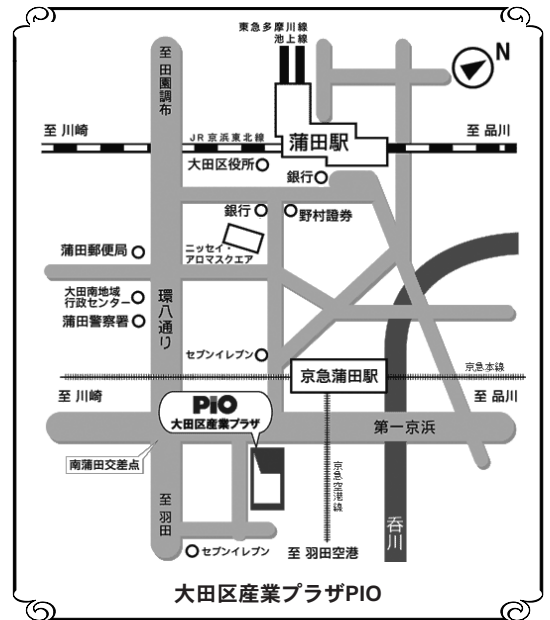 東急多摩川線
池上線
N
至 田園調布
至 川崎
JR京浜東北線
蒲田駅
至 品川
大田区役所
銀行
銀行
野村證券
蒲田郵便局
ニッセイ・
アロマスクエア
大田南地域
行政センター
蒲田警察署
環八通り
セブンイレブン
京急蒲田駅
京急本線
至 川崎
至 品川
PiO
大田区産業プラザ
第一京浜
南蒲田交差点
京急空港線
至 羽田
呑川
セブンイレブン
至 羽田空港
大田区産業プラザPIO